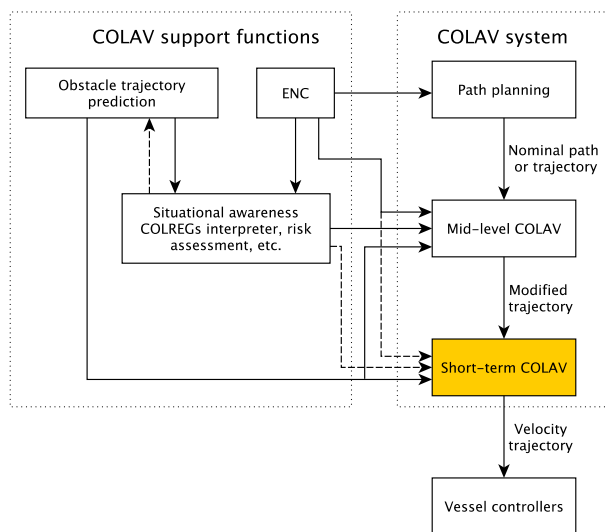 COLAV support functions
COLAV system
Obstacle trajectory
prediction
ENC
Path planning
Nominal path
or trajectory
Situational awareness
COLREGs interpreter, risk
assessment, etc.
Mid-level COLAV
Modified
trajectory
Short-term COLAV
Velocity
trajectory
Vessel controllers